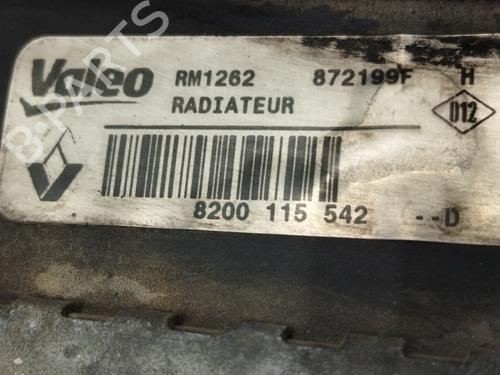 Valeo RM1262 872199F H
RADIATEUR D12
8200 115 542 --D
B-PARTS